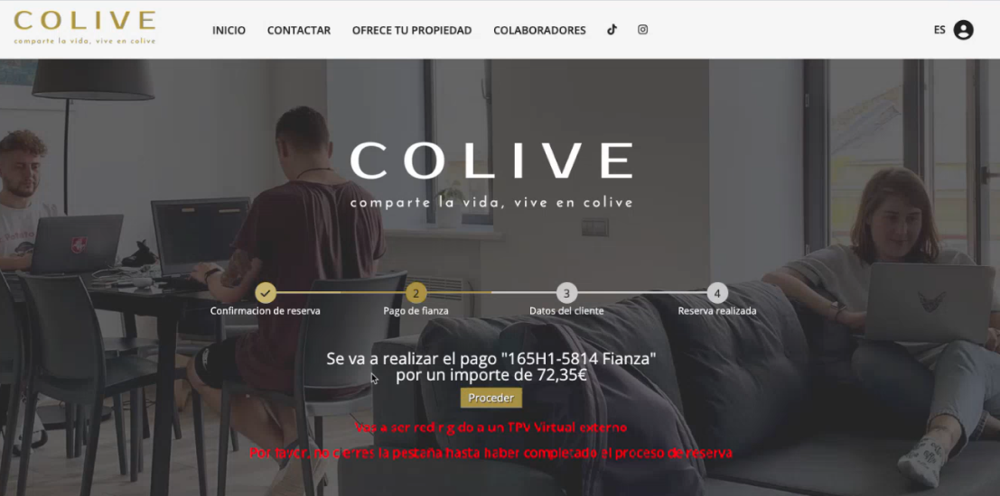 COLIVE
comparte la vida, vive en colive
INICIO CONTACTAR OFRECE TU PROPIEDAD COLABORADORES ES
COLIVE
comparte la vida, vive en colive
2 3 4
Confirmacion de reserva Pago de fianza Datos del cliente Reserva realizada
Se va a realizar el pago "165H1-5814 Fianza"
por un importe de 72,35€
Proceder
Vas a ser redirigido a un TPV Virtual externo
Por favor, no cierres la pestaña hasta haber completado el proceso de reserva